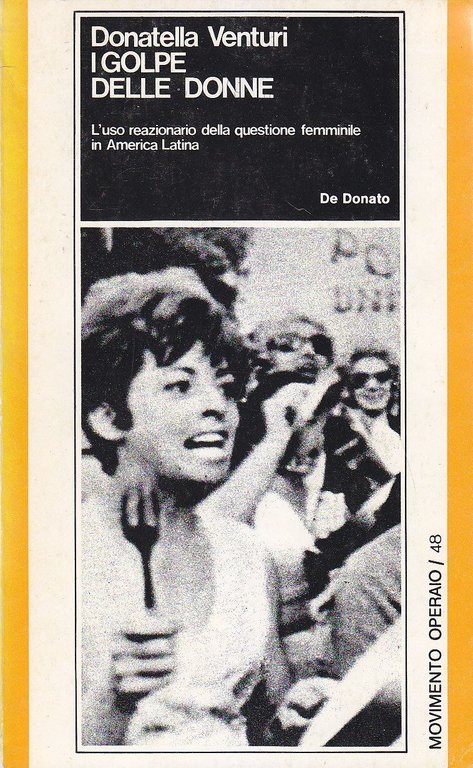 Donatella Venturi
I GOLPE
DELLE DONNE
L'uso reazionario della questione femminile
in America Latina
De Donato
MOVIMENTO OPERAIO / 48